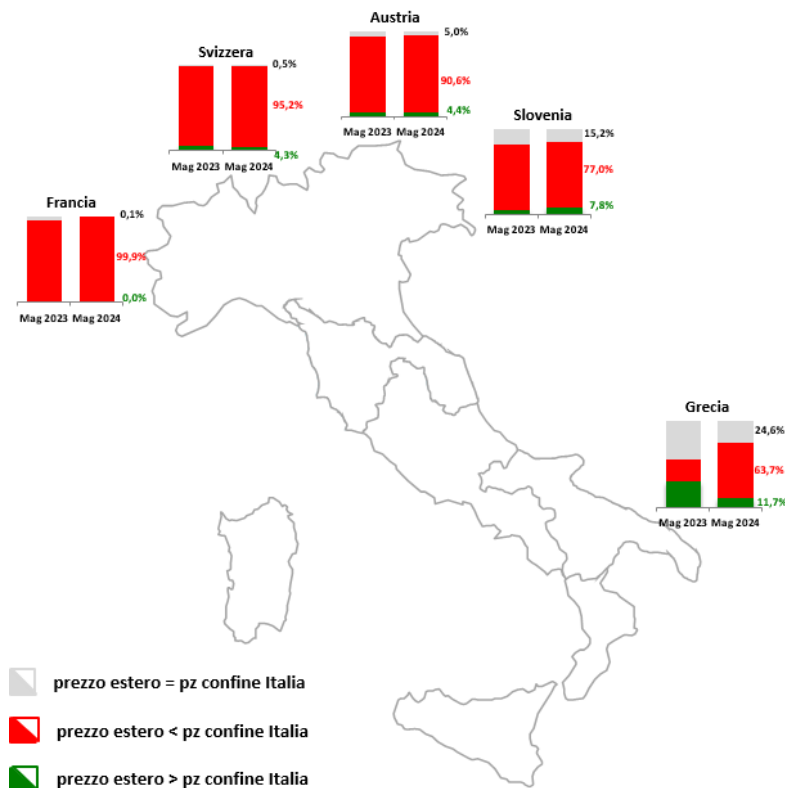 Austria
5,0%
90,6%
4,4%
Mag 2023 Mag 2024
Svizzera
0,5%
95,2%
4,3%
Mag 2023 Mag 2024
Slovenia
15,2%
77,0%
7,8%
Mag 2023 Mag 2024
Francia
0,1%
99,9%
0,0%
Mag 2023 Mag 2024
Grecia
24,6%
63,7%
11,7%
Mag 2023 Mag 2024
prezzo estero = pz confine Italia
prezzo estero < pz confine Italia
prezzo estero > pz confine Italia